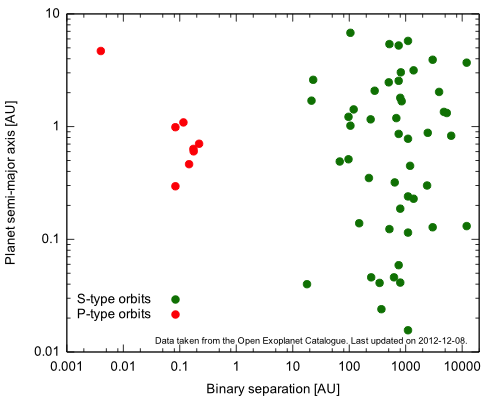 10
1
0.1
0.01
Planet semi-major axis [AU]
S-type orbits
P-type orbits
Data taken from the Open Exoplanet Catalogue. Last updated on 2012-12-08.
0.001 0.01 0.1 1 10 100 1000 10000
Binary separation [AU]